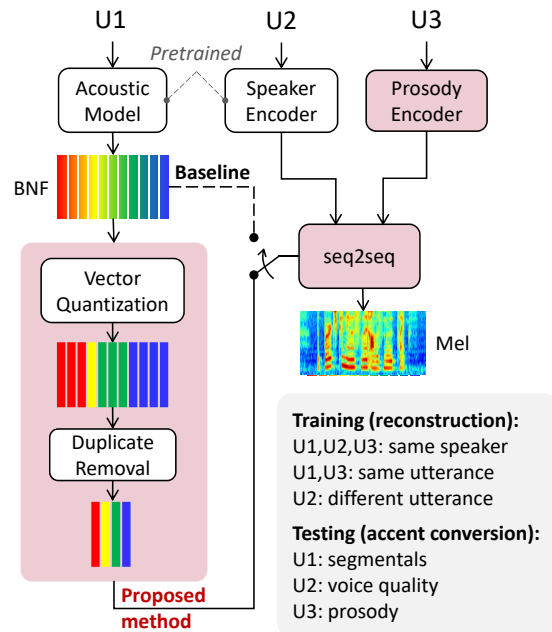 U1
U2
U3
Pretrained
Acoustic
Model
Speaker
Encoder
Prosody
Encoder
BNF
Baseline
Vector
Quantization
seq2seq
Mel
Duplicate
Removal
Proposed
method
Training (reconstruction):
U1,U2,U3: same speaker
U1,U3: same utterance
U2: different utterance
Testing (accent conversion):
U1: segmentals
U2: voice quality
U3: prosody